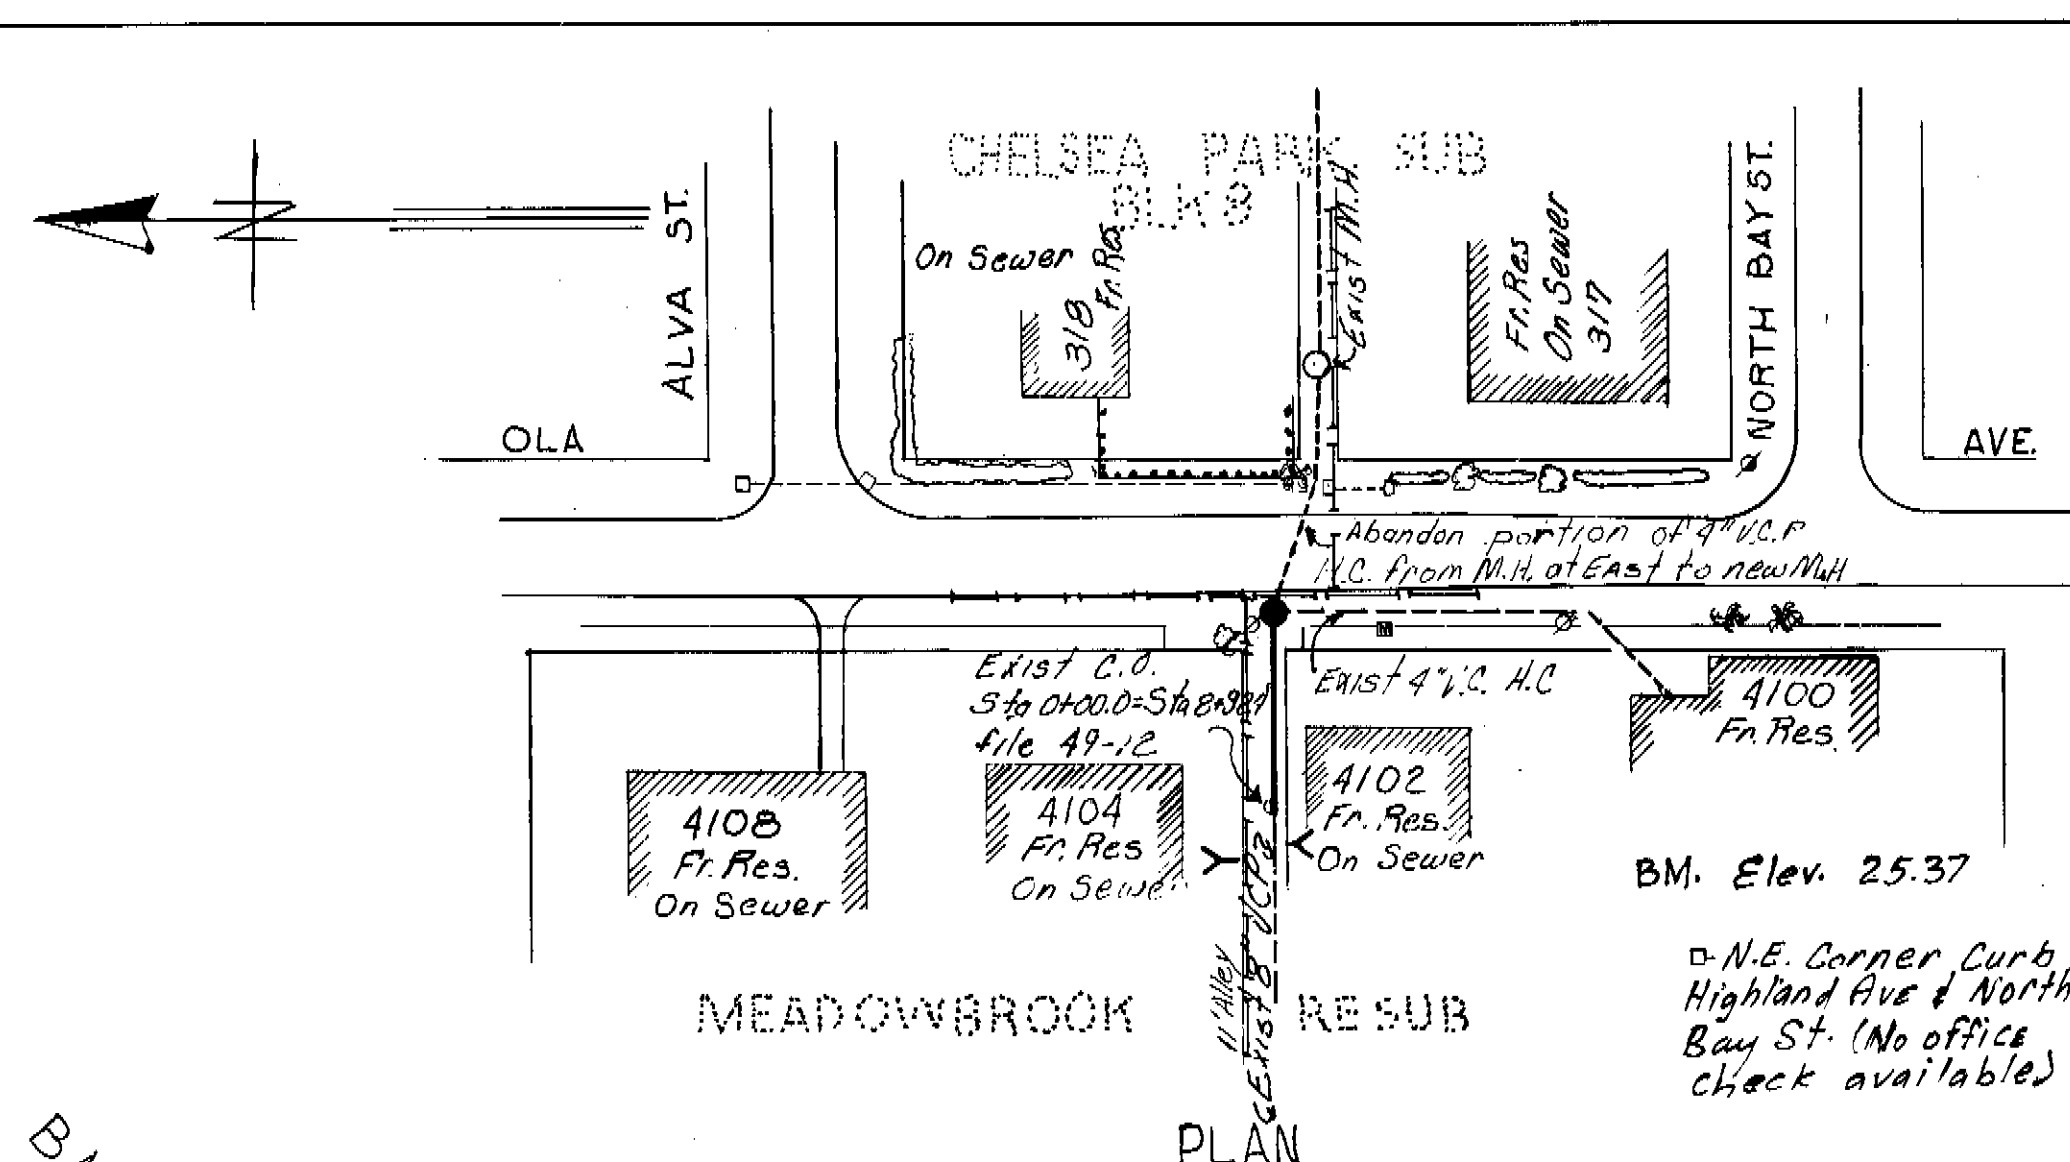 CHELSEA PARK SUB
BLK 8
N
ALVA ST.
On Sewer
318
Fr. Res.
Exist M.H.
Fr. Res
On Sewer
317
NORTH BAY ST.
OLA
AVE.
Abandon portion of 4" V.C.P
H.C. from M.H. at East to new M.H
Exist C.O.
Sta 0+00.0=Sta
file 49-12
Exist 4" V.C. H.C
4100
Fr. Res.
4108
Fr. Res.
On Sewer
4104
Fr. Res
On Sewer
4102
Fr. Res.
On Sewer
11' Alley
Exist 8" VCP
BM. Elev. 25.37
N.E. Corner Curb
Highland Ave & North
Bay St. (No office
check available)
MEADOWBROOK RESUB
PLAN
B